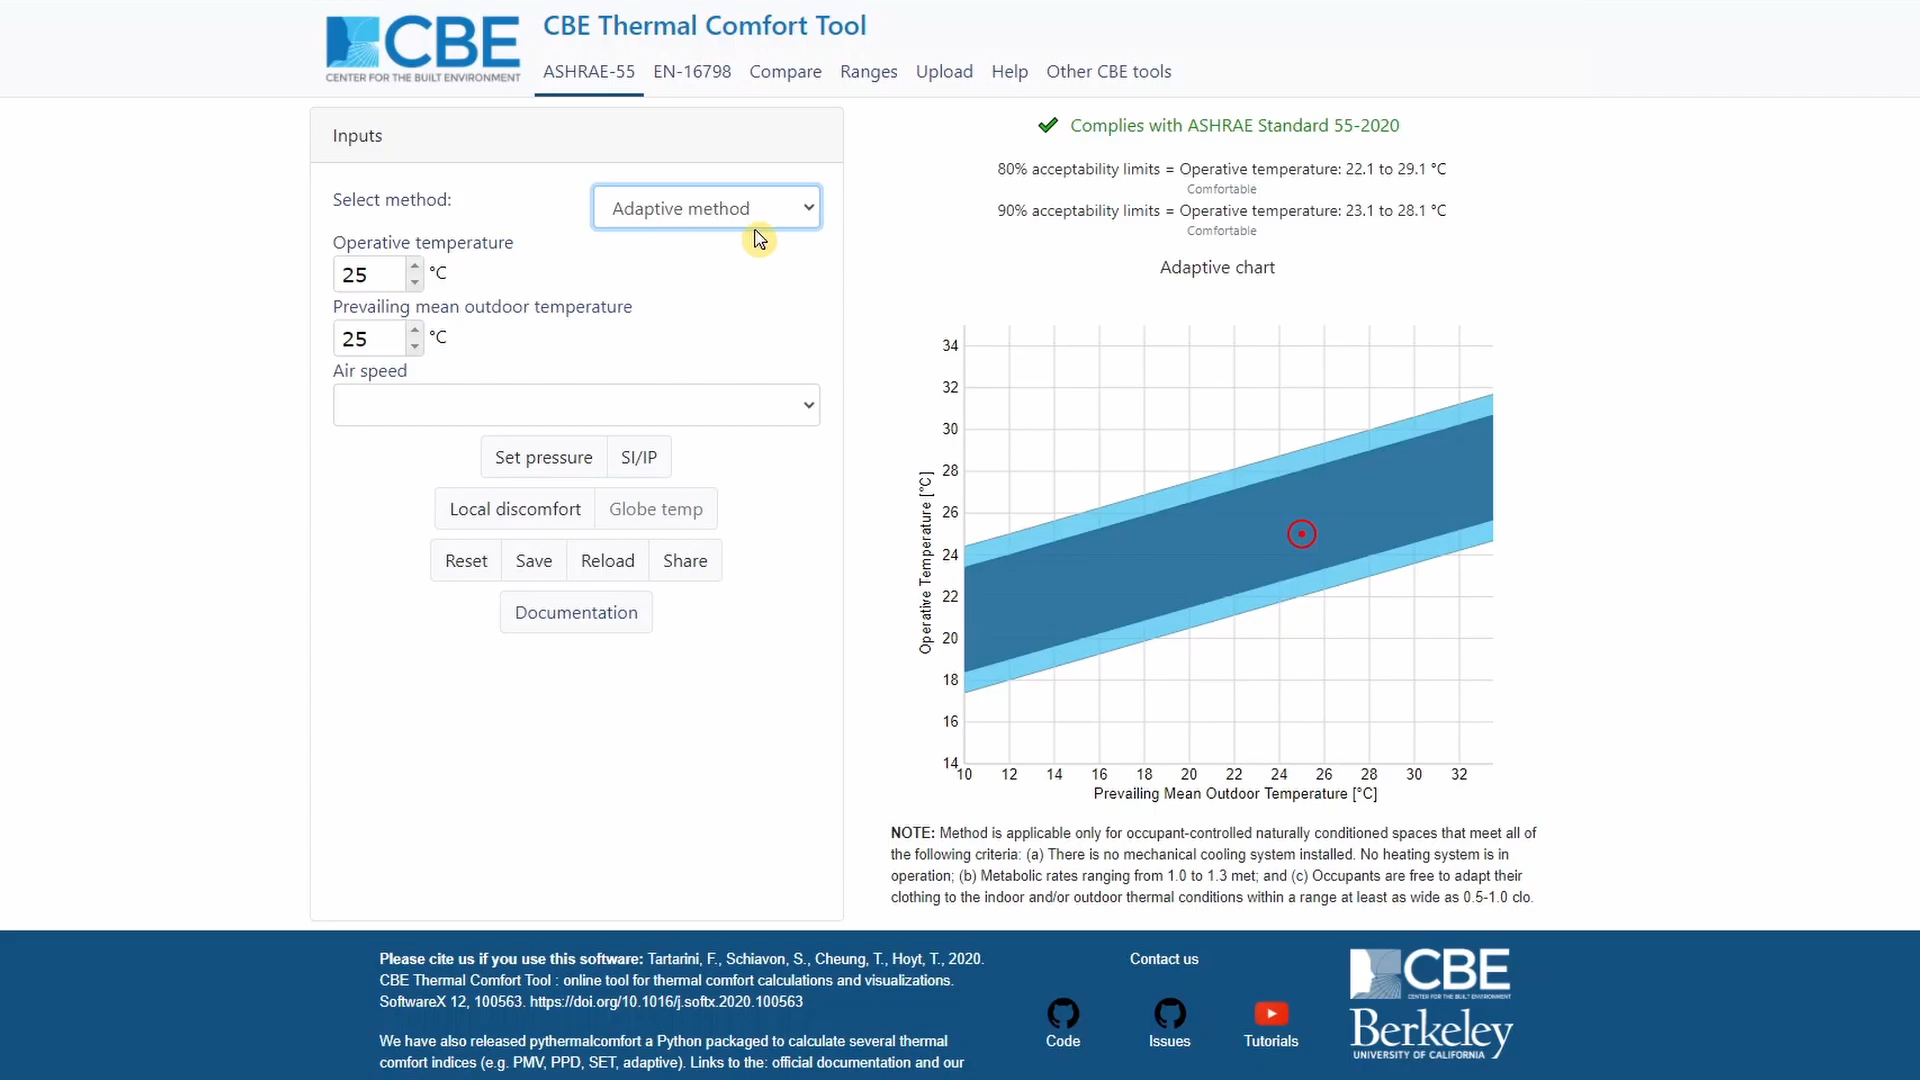 CBE
CENTER FOR THE BUILT ENVIRONMENT
CBE Thermal Comfort Tool
ASHRAE-55 EN-16798 Compare Ranges Upload Help Other CBE tools
Inputs
Select method:
Adaptive method
Operative temperature
25 °C
Prevailing mean outdoor temperature
25 °C
Air speed
Set pressure SI/IP
Local discomfort Globe temp
Reset Save Reload Share
Documentation
Complies with ASHRAE Standard 55-2020
80% acceptability limits = Operative temperature: 22.1 to 29.1 °C
Comfortable
90% acceptability limits = Operative temperature: 23.1 to 28.1 °C
Comfortable
Adaptive chart
34
32
30
28
26
24
22
20
18
16
14
Operative Temperature [°C]
10 12 14 16 18 20 22 24 26 28 30 32
Prevailing Mean Outdoor Temperature [°C]
NOTE: Method is applicable only for occupant-controlled naturally conditioned spaces that meet all of
the following criteria: (a) There is no mechanical cooling system installed. No heating system is in
operation; (b) Metabolic rates ranging from 1.0 to 1.3 met; and (c) Occupants are free to adapt their
clothing to the indoor and/or outdoor thermal conditions within a range at least as wide as 0.5-1.0 clo.
Please cite us if you use this software: Tartarini, F., Schiavon, S., Cheung, T., Hoyt, T., 2020.
CBE Thermal Comfort Tool : online tool for thermal comfort calculations and visualizations.
SoftwareX 12, 100563. https://doi.org/10.1016/j.softx.2020.100563
We have also released pythermalcomfort a Python packaged to calculate several thermal
comfort indices (e.g. PMV, PPD, SET, adaptive). Links to the: official documentation and our
Contact us
Code Issues Tutorials
CBE
CENTER FOR THE BUILT ENVIRONMENT
Berkeley
UNIVERSITY OF CALIFORNIA